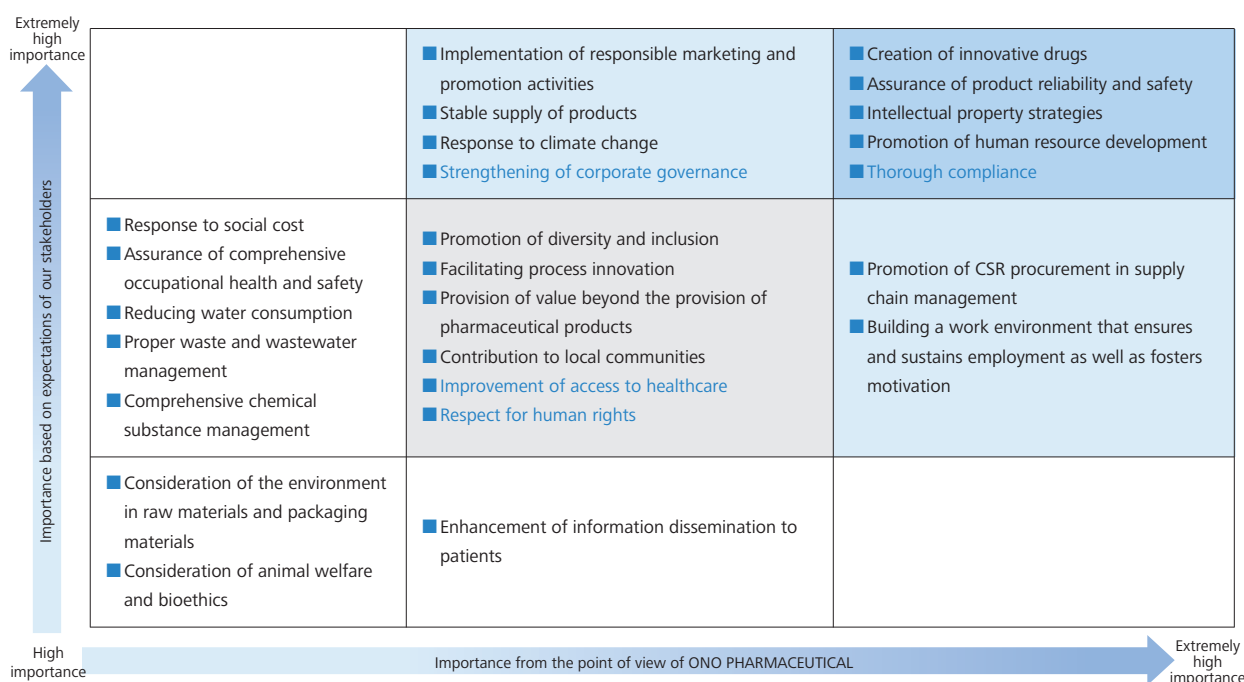 Extremely
high
importance
Importance based on expectations of our stakeholders
Implementation of responsible marketing and
promotion activities
Stable supply of products
Response to climate change
Strengthening of corporate governance
Creation of innovative drugs
Assurance of product reliability and safety
Intellectual property strategies
Promotion of human resource development
Thorough compliance
Response to social cost
Assurance of comprehensive
occupational health and safety
Reducing water consumption
Proper waste and wastewater
management
Comprehensive chemical
substance management
Promotion of diversity and inclusion
Facilitating process innovation
Provision of value beyond the provision of
pharmaceutical products
Contribution to local communities
Improvement of access to healthcare
Respect for human rights
Promotion of CSR procurement in supply
chain management
Building a work environment that ensures
and sustains employment as well as fosters
motivation
Consideration of the environment
in raw materials and packaging
materials
Consideration of animal welfare
and bioethics
Enhancement of information dissemination to
patients
High
importance
Importance from the point of view of ONO PHARMACEUTICAL
Extremely
high
importance